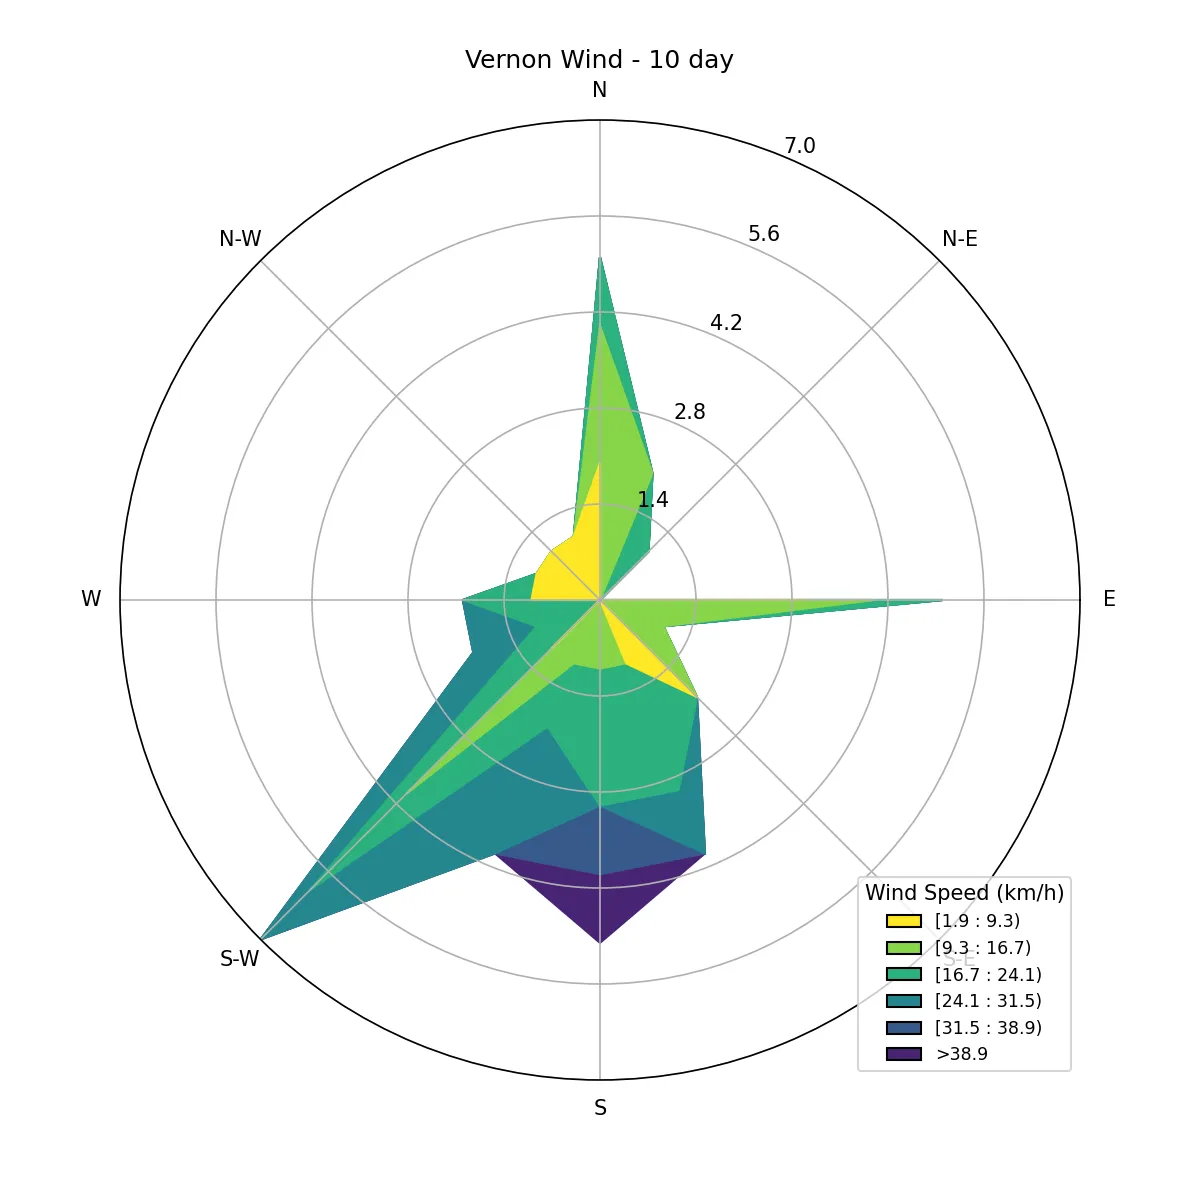 Vernon Wind - 10 day
N
7.0
5.6
N-W
N-E
4.2
2.8
1.4
W
E
Wind Speed (km/h)
[1.9 : 9.3)
[9.3 : 16.7)
S-W
S-E
[16.7 : 24.1)
[24.1 : 31.5)
[31.5 : 38.9)
>38.9
S